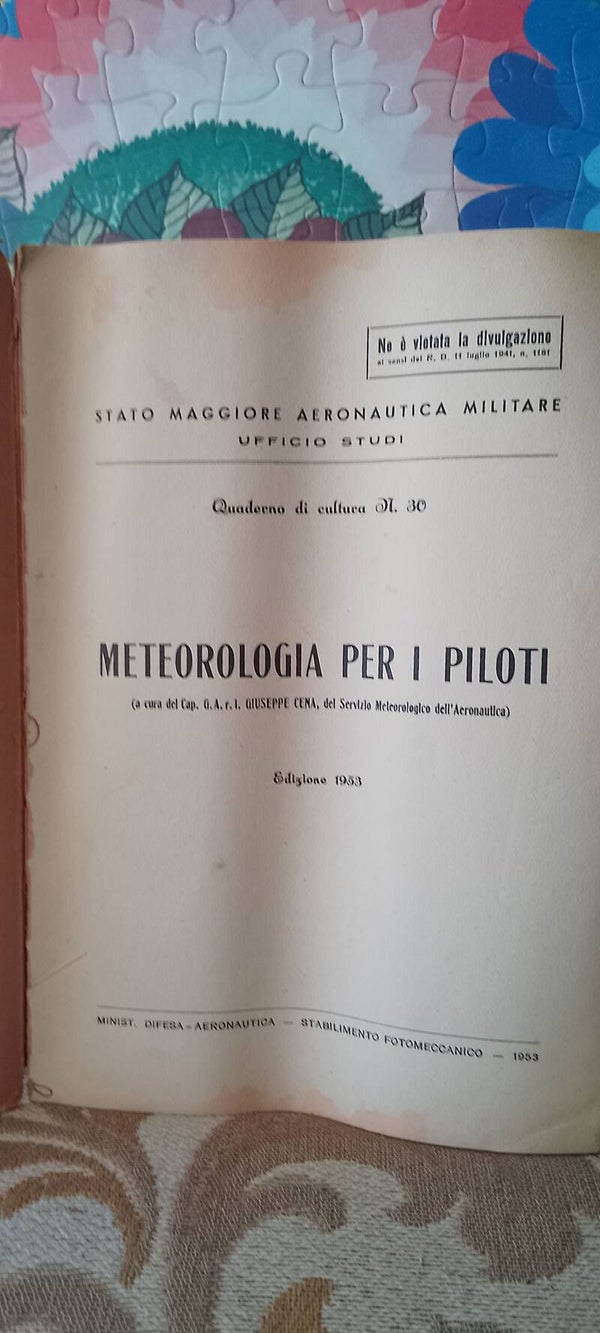 Ne è vietata la divulgazione
ai sensi del R. D. 11 luglio 1941, n. 1161
STATO MAGGIORE AERONAUTICA MILITARE
UFFICIO STUDI
Quaderno di cultura N. 30
METEOROLOGIA PER I PILOTI
(a cura del Cap. G.A.r.l. GIUSEPPE CENA, del Servizio Meteorologico dell'Aeronautica)
Edizione 1953
MINIST. DIFESA-AERONAUTICA — STABILIMENTO FOTOMECCANICO — 1953